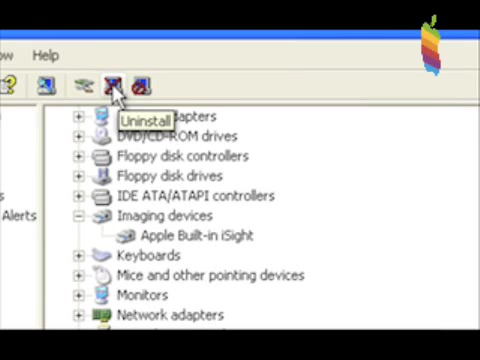 Help
Uninstall
adapters
DVD/CD-ROM drives
Floppy disk controllers
Floppy disk drives
IDE ATA/ATAPI controllers
Alerts
Imaging devices
Apple Built-in iSight
Keyboards
Mice and other pointing devices
Monitors
Network adapters